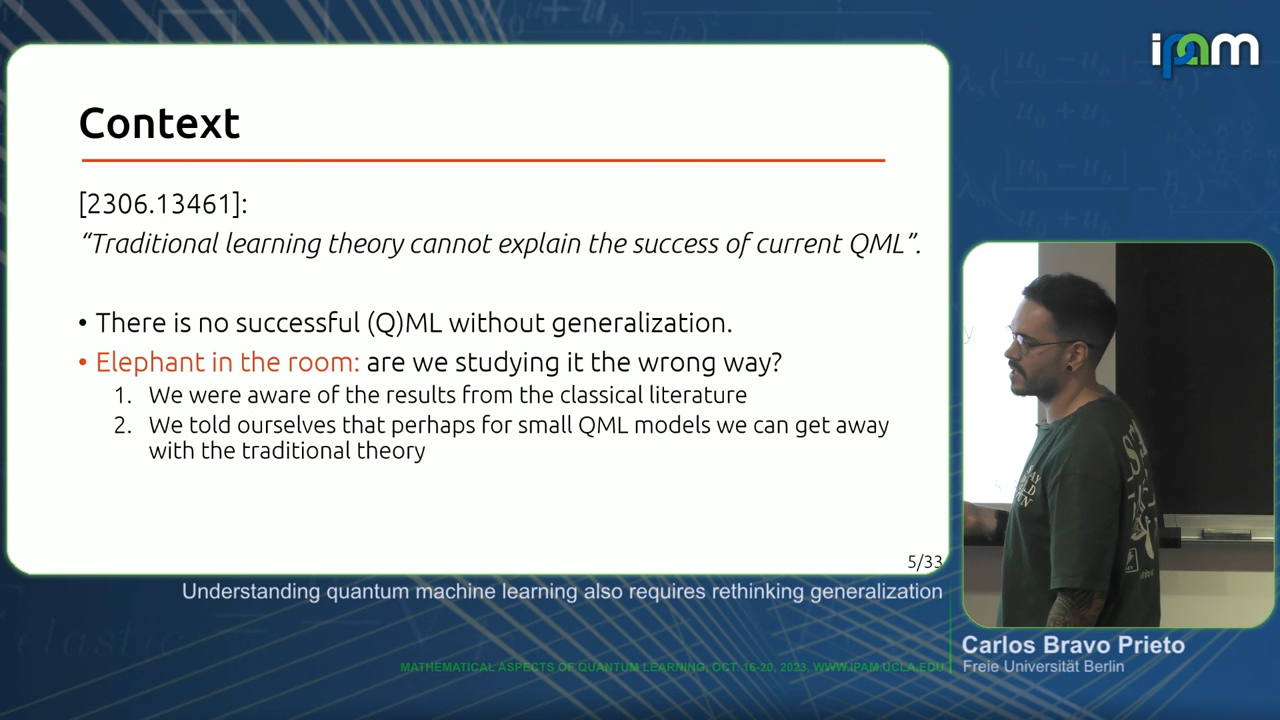 ipam
Context
[2306.13461]:
“Traditional learning theory cannot explain the success of current QML”.
• There is no successful (Q)ML without generalization.
• Elephant in the room: are we studying it the wrong way?
1. We were aware of the results from the classical literature
2. We told ourselves that perhaps for small QML models we can get away
with the traditional theory
5/33
Understanding quantum machine learning also requires rethinking generalization
Carlos Bravo Prieto
Freie Universität Berlin
MATHEMATICAL ASPECTS OF QUANTUM LEARNING, OCT. 16-20, 2023, WWW.IPAM.UCLA.EDU
elastic